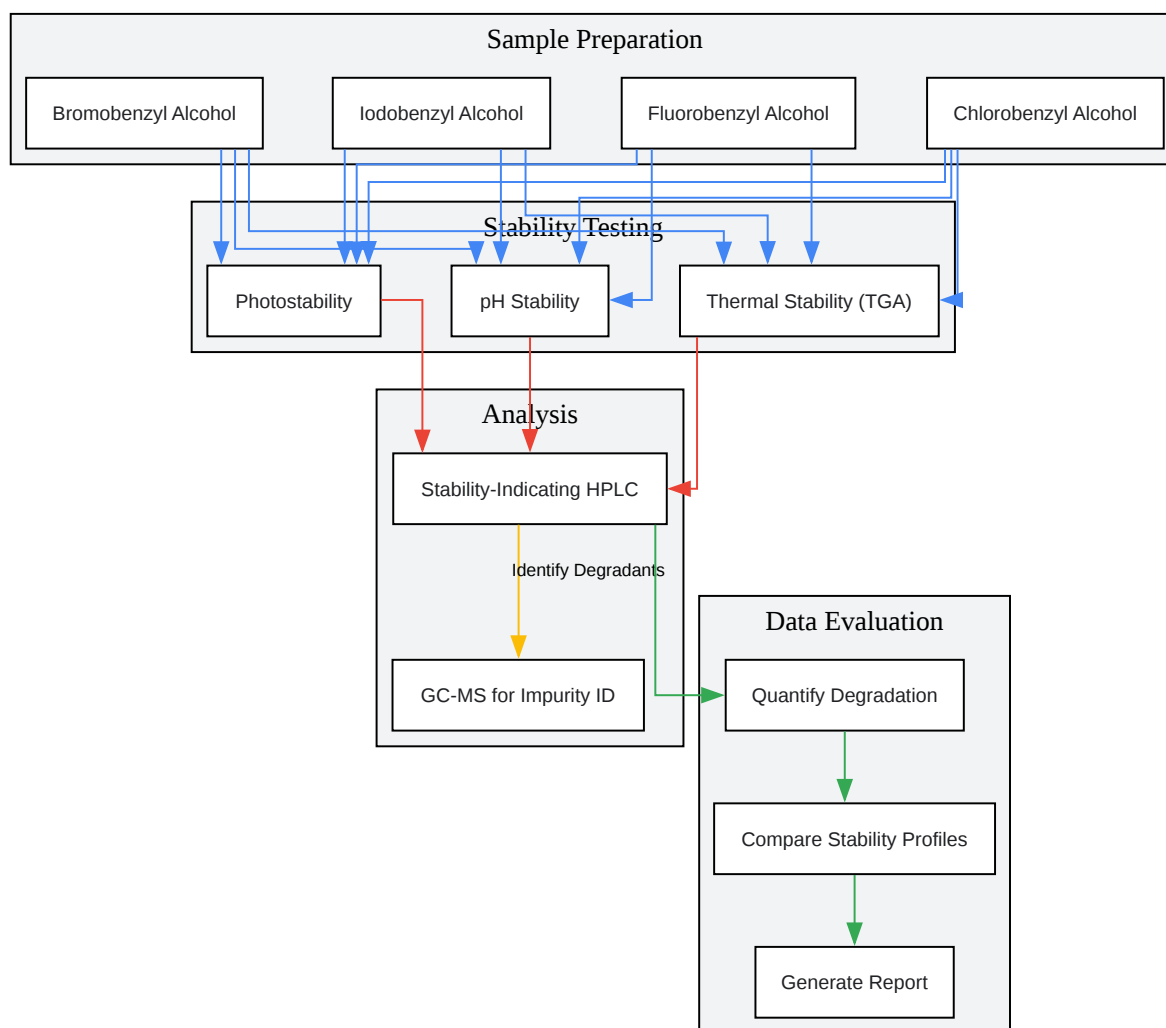 Sample Preparation
Bromobenzyl Alcohol
Iodobenzyl Alcohol
Fluorobenzyl Alcohol
Chlorobenzyl Alcohol
Stability Testing
Photostability
pH Stability
Thermal Stability (TGA)
Analysis
Stability-Indicating HPLC
Identify Degradants
GC-MS for Impurity ID
Data Evaluation
Quantify Degradation
Compare Stability Profiles
Generate Report